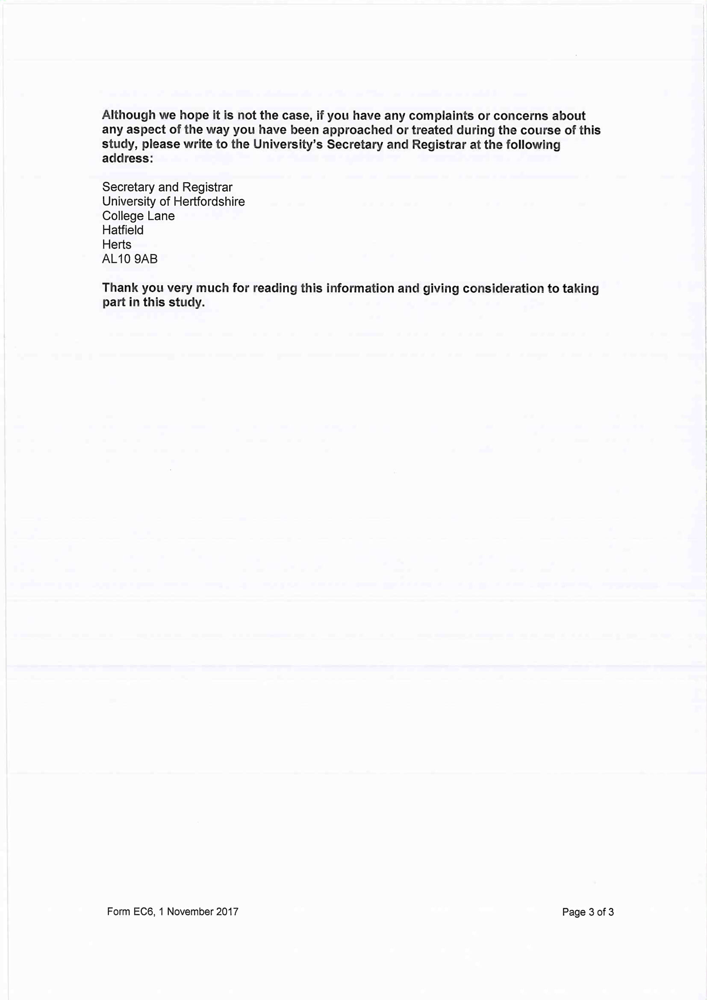 Although we hope it is not the case, if you have any complaints or concerns about
any aspect of the way you have been approached or treated during the course of this
study, please write to the University's Secretary and Registrar at the following
address:
Secretary and Registrar
University of Hertfordshire
College Lane
Hatfield
Herts
AL10 9AB
Thank you very much for reading this information and giving consideration to taking
part in this study.
Form EC6, 1 November 2017
Page 3 of 3